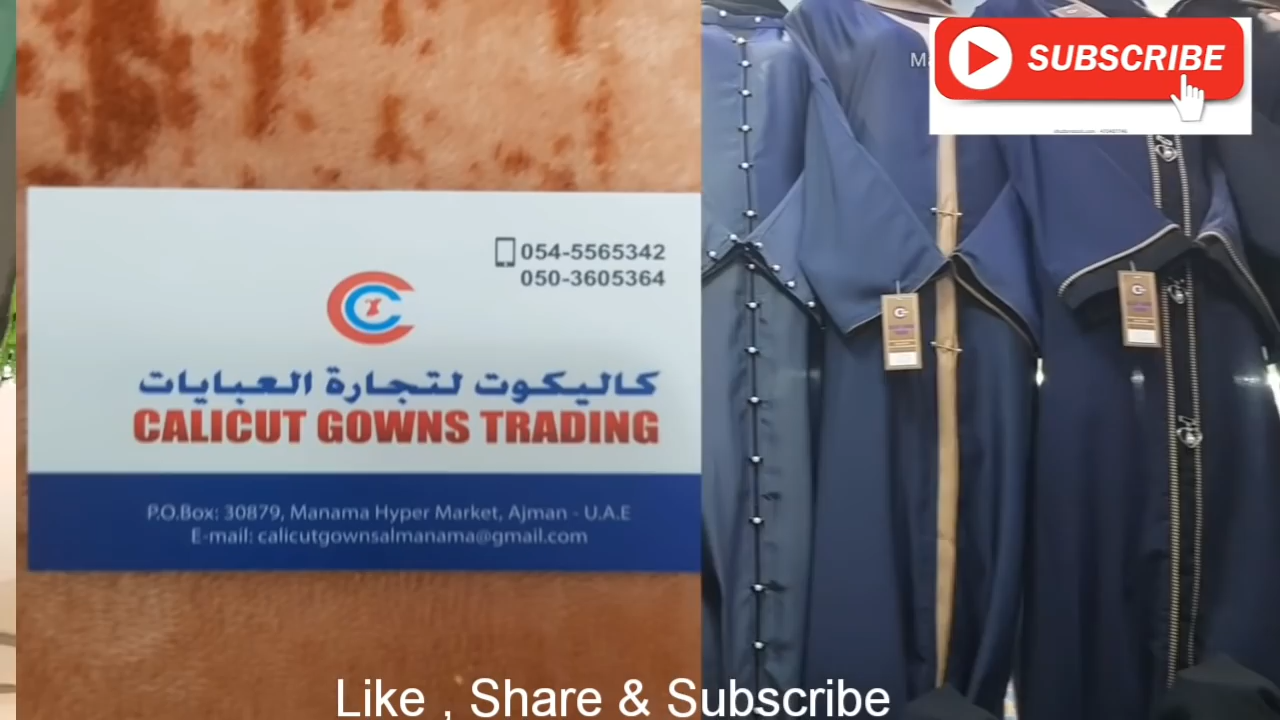 054-5565342
050-3605364
كاليكوت لتجارة العبايات
CALICUT GOWNS TRADING
P.O.Box: 30879, Manama Hyper Market, Ajman - U.A.E
E-mail: calicutgownsalmanama@gmail.com
SUBSCRIBE
Like , Share & Subscribe